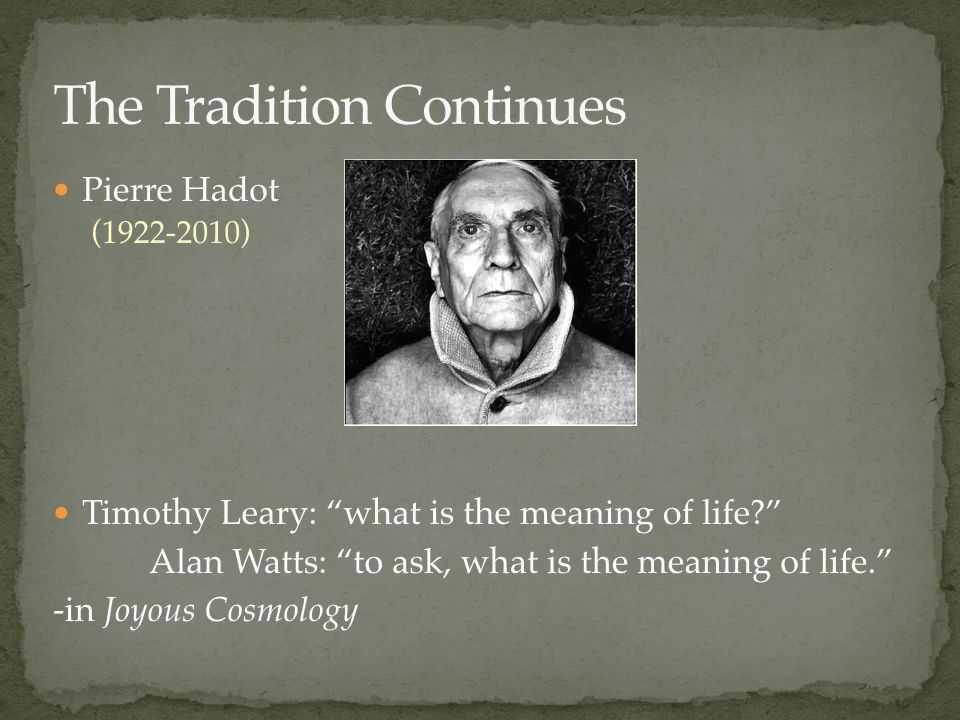 The Tradition Continues
• Pierre Hadot
(1922-2010)
• Timothy Leary: “what is the meaning of life?”
Alan Watts: “to ask, what is the meaning of life.”
-in Joyous Cosmology